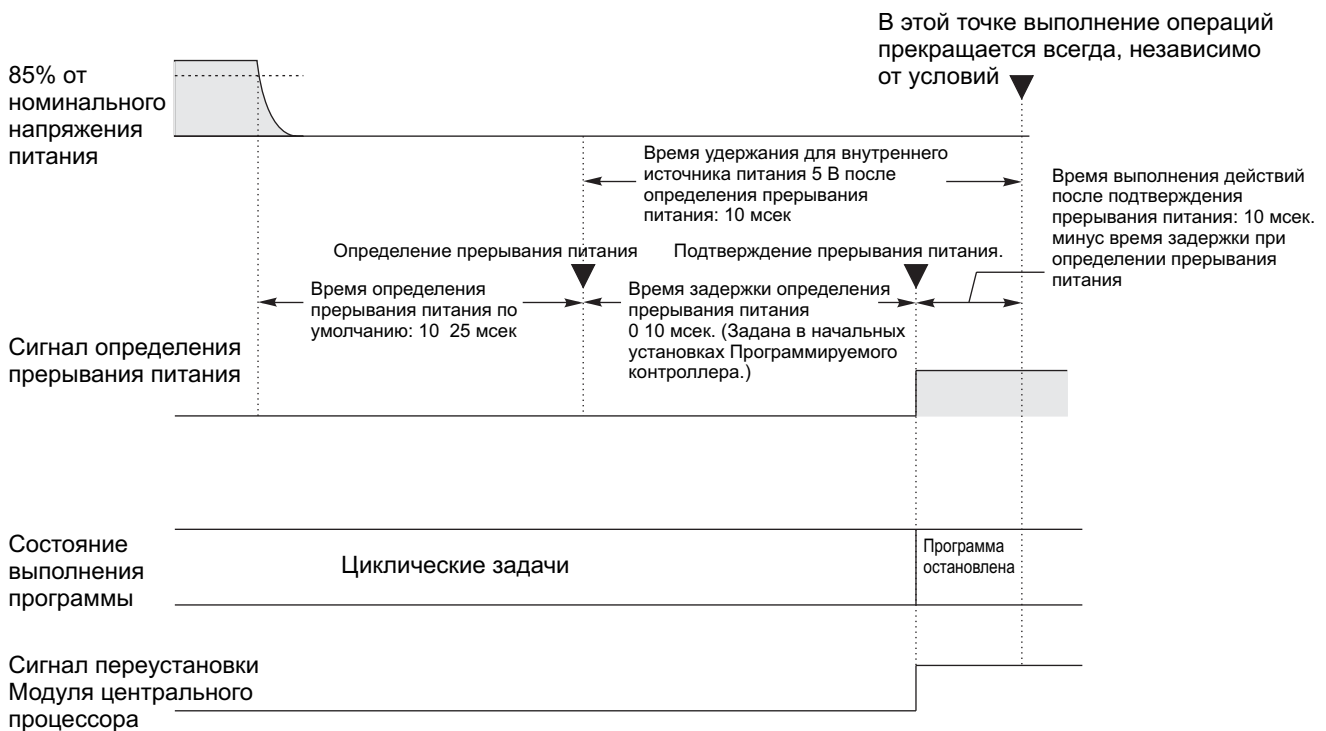 В этой точке выполнение операций
прекращается всегда, независимо
от условий
85% от
номинального
напряжения
питания
Время удержания для внутреннего
источника питания 5 В после
определения прерывания
питания: 10 мсек
Время выполнения действий
после подтверждения
прерывания питания: 10 мсек.
минус время задержки при
определении прерывания
питания
Определение прерывания питания
Подтверждение прерывания питания.
Время определения
прерывания питания по
умолчанию: 10 25 мсек
Время задержки определения
прерывания питания
0 10 мсек. (Задана в начальных
установках Программируемого
контроллера.)
Сигнал определения
прерывания питания
Состояние
выполнения
программы
Циклические задачи
Программа
остановлена
Сигнал переустановки
Модуля центрального
процессора